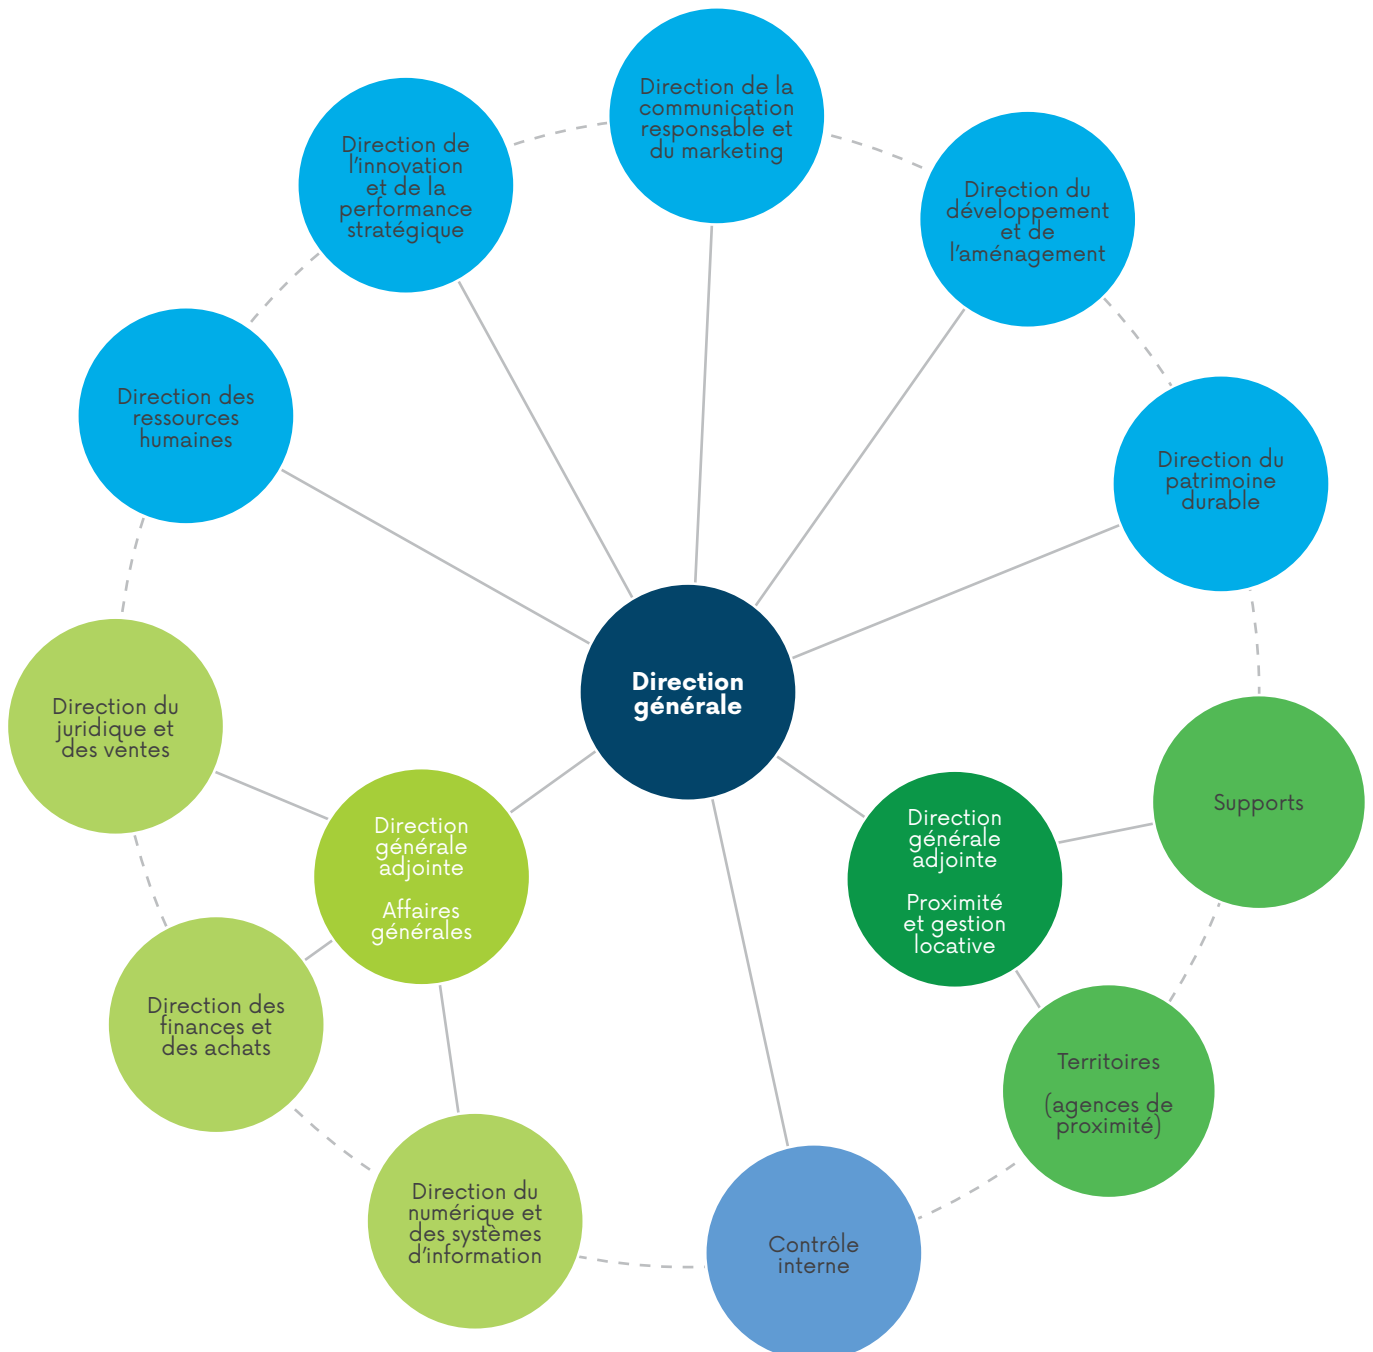 Direction de la
communication
responsable et
du marketing
Direction de
l'innovation
et de la
performance
stratégique
Direction du
développement
et de
l'aménagement
Direction des
ressources
humaines
Direction du
patrimoine
durable
Direction
générale
Direction du
juridique et
des ventes
Direction
générale
adjointe
Affaires
générales
Direction
générale
adjointe
Proximité
et gestion
locative
Supports
Direction des
finances et
des achats
Territoires
(agences de
proximité)
Direction du
numérique et
des systèmes
d'information
Contrôle
interne